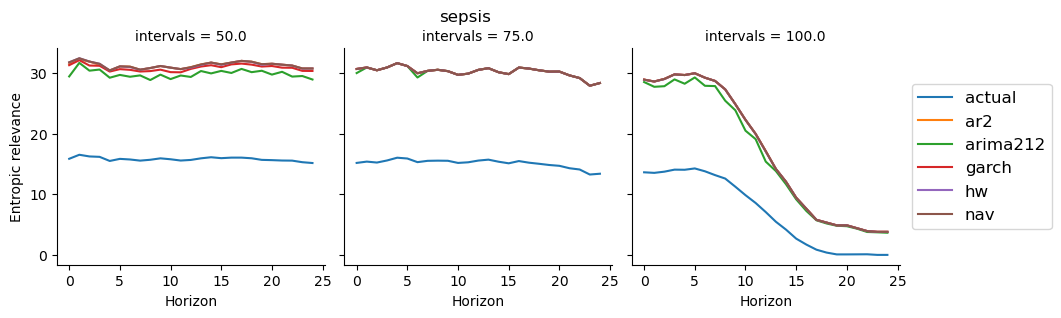 sepsis
intervals = 50.0
intervals = 75.0
intervals = 100.0
Entropic relevance
30
20
10
0
0 5 10 15 20 25
0 5 10 15 20 25
0 5 10 15 20 25
Horizon
Horizon
Horizon
actual
ar2
arima212
garch
hw
nav